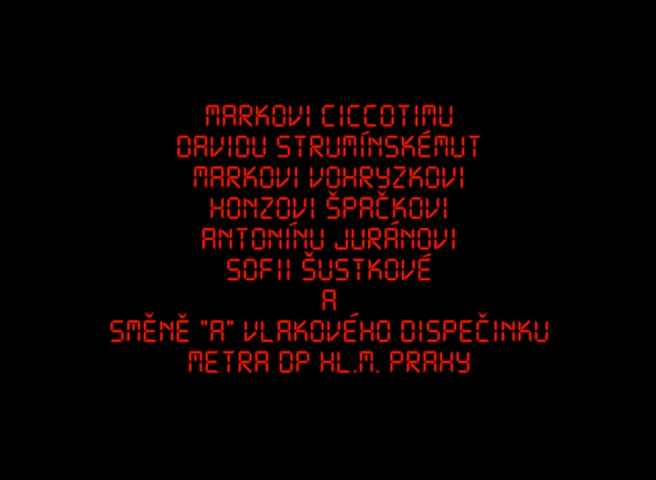 MARKOVI CICCOTIMU
DAVIDU STRUMÍNSKÉMUT
MARKOVI VOHRYZKOVI
HONZOVI ŠPAČKOVI
ANTONÍNU JURÁNOVI
SOFII ŠUSTKOVÉ
A
SMĚNĚ "A" VLAKOVÉHO DISPEČINKU
METRA DP HL.M. PRAHY